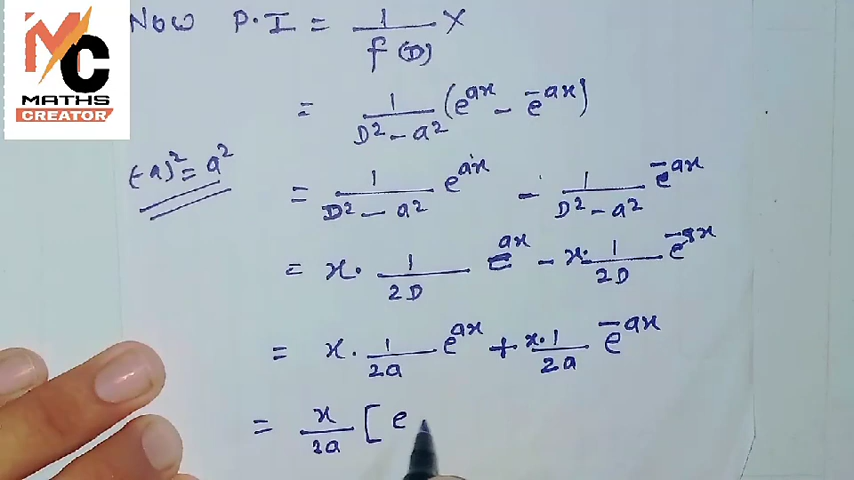 Now P.I = 1/f(D) X
MC
MATHS
CREATOR
= 1/(D² - a²) (e^ax - e^-ax)
(-a)² = a²
= 1/(D² - a²) e^ax - 1/(D² - a²) e^-ax
= x· 1/2D e^ax - x· 1/2D e^-ax
= x· 1/2a e^ax + x·1/2a e^-ax
= x/2a [ e